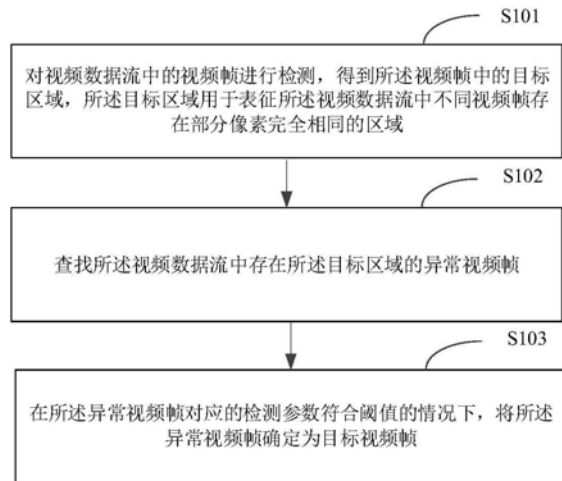 S101
对视频数据流中的视频帧进行检测，得到所述视频帧中的目标
区域，所述目标区域用于表征所述视频数据流中不同视频帧存
在部分像素完全相同的区域
S102
查找所述视频数据流中存在所述目标区域的异常视频帧
S103
在所述异常视频帧对应的检测参数符合阈值的情况下，将所述
异常视频帧确定为目标视频帧